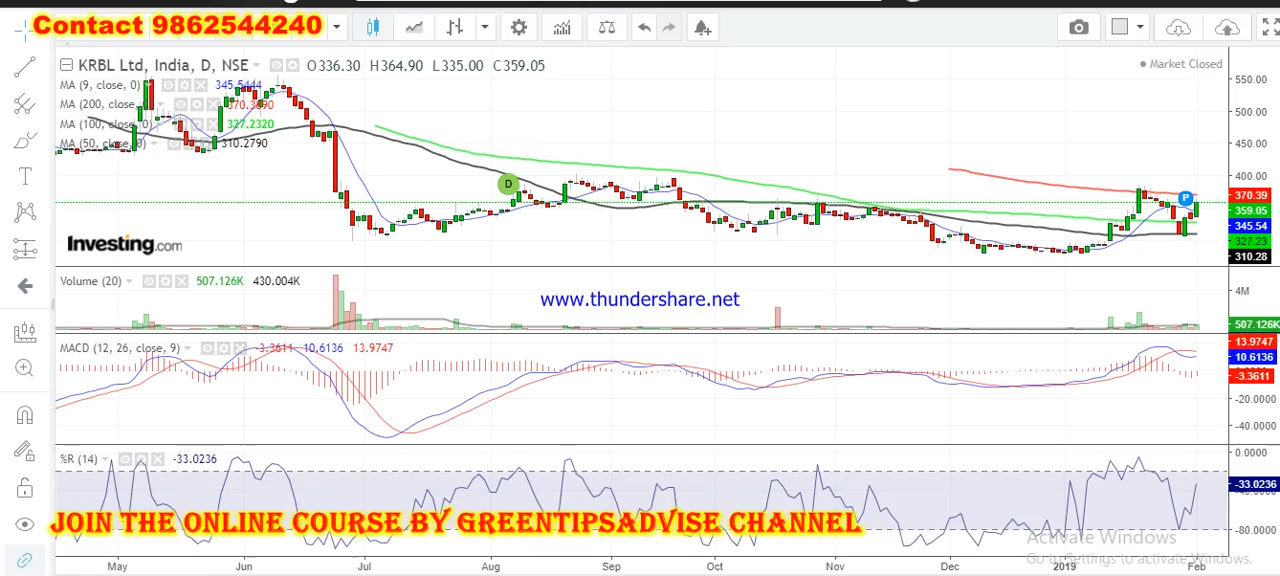 Contact 9862544240
KRBL Ltd, India, D, NSE O336.30 H364.90 L335.00 C359.05
Market Closed
MA (9, close, 0) 345.5444
MA (200, close, 370.3890
MA (100, close, 0) 327.2320
MA (50, close, 0) 310.2790
D
P
Investing.com
550.00
500.00
450.00
400.00
370.39
359.05
345.54
327.23
310.28
Volume (20) 507.126K 430.004K
www.thundershare.net
4M
507.126K
MACD (12, 26, close, 9) -3.3611 10.6136 13.9747
13.9747
10.6136
-3.3611
-20.0000
-40.0000
%R (14) -33.0236
0.0000
-33.0236
-80.0000
JOIN THE ONLINE COURSE BY GREENTIPSADVISE CHANNEL
Activate Windows
Go to Settings to activate Windows.
May Jun Jul Aug Sep Oct Nov Dec 2019 Feb